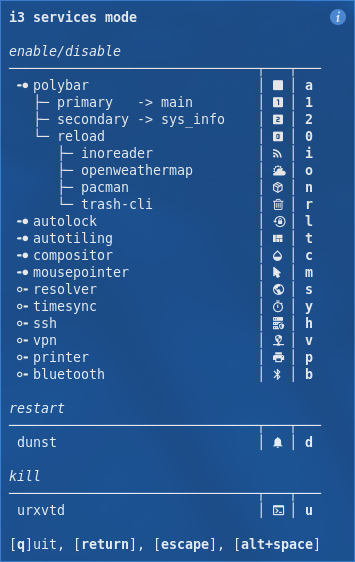 i3 services mode
enable/disable
polybar a
primary -> main 1
secondary -> sys_info 2
reload 0
inoreader i
openweathermap o
pacman n
trash-cli r
autolock l
autotiling t
compositor c
mousepointer m
resolver s
timesync y
ssh h
vpn v
printer p
bluetooth b
restart
dunst d
kill
urxvtd u
[q]uit, [return], [escape], [alt+space]